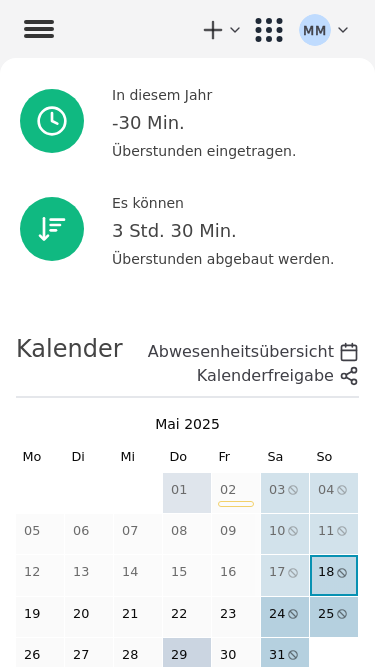 MM
In diesem Jahr
-30 Min.
Überstunden eingetragen.
Es können
3 Std. 30 Min.
Überstunden abgebaut werden.
Kalender
Abwesenheitsübersicht
Kalenderfreigabe
Mai 2025
Mo Di Mi Do Fr Sa So
01 02 03 04
05 06 07 08 09 10 11
12 13 14 15 16 17 18
19 20 21 22 23 24 25
26 27 28 29 30 31